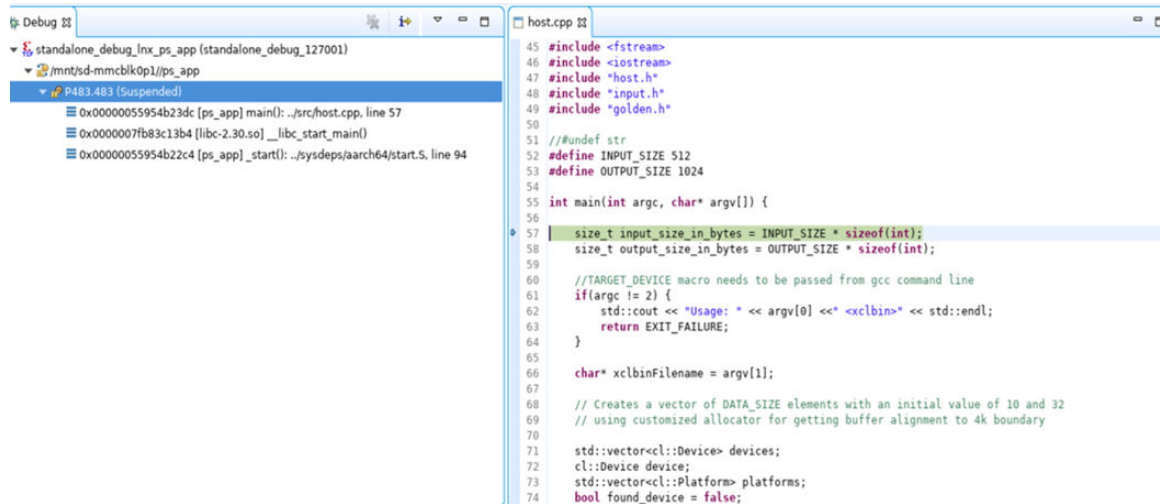 Debug
standalone_debug_lnx_ps_app (standalone_debug_127001)
/mnt/sd-mmcblk0p1//ps_app
P483.483 (Suspended)
0x00000055954b23dc [ps_app] main(): ../src/host.cpp, line 57
0x0000007fb83c13b4 [libc-2.30.so] __libc_start_main()
0x00000055954b22c4 [ps_app] _start(): ../sysdeps/aarch64/start.S, line 94
host.cpp
45 #include <fstream>
46 #include <iostream>
47 #include "host.h"
48 #include "input.h"
49 #include "golden.h"
50
51 //#undef str
52 #define INPUT_SIZE 512
53 #define OUTPUT_SIZE 1024
54
55 int main(int argc, char* argv[]) {
56
57     size_t input_size_in_bytes = INPUT_SIZE * sizeof(int);
58     size_t output_size_in_bytes = OUTPUT_SIZE * sizeof(int);
59
60     //TARGET_DEVICE macro needs to be passed from gcc command line
61     if(argc != 2) {
62         std::cout << "Usage: " << argv[0] <<" <xclbin>" << std::endl;
63         return EXIT_FAILURE;
64     }
65
66     char* xclbinFilename = argv[1];
67
68     // Creates a vector of DATA_SIZE elements with an initial value of 10 and 32
69     // using customized allocator for getting buffer alignment to 4k boundary
70
71     std::vector<cl::Device> devices;
72     cl::Device device;
73     std::vector<cl::Platform> platforms;
74     bool found_device = false;